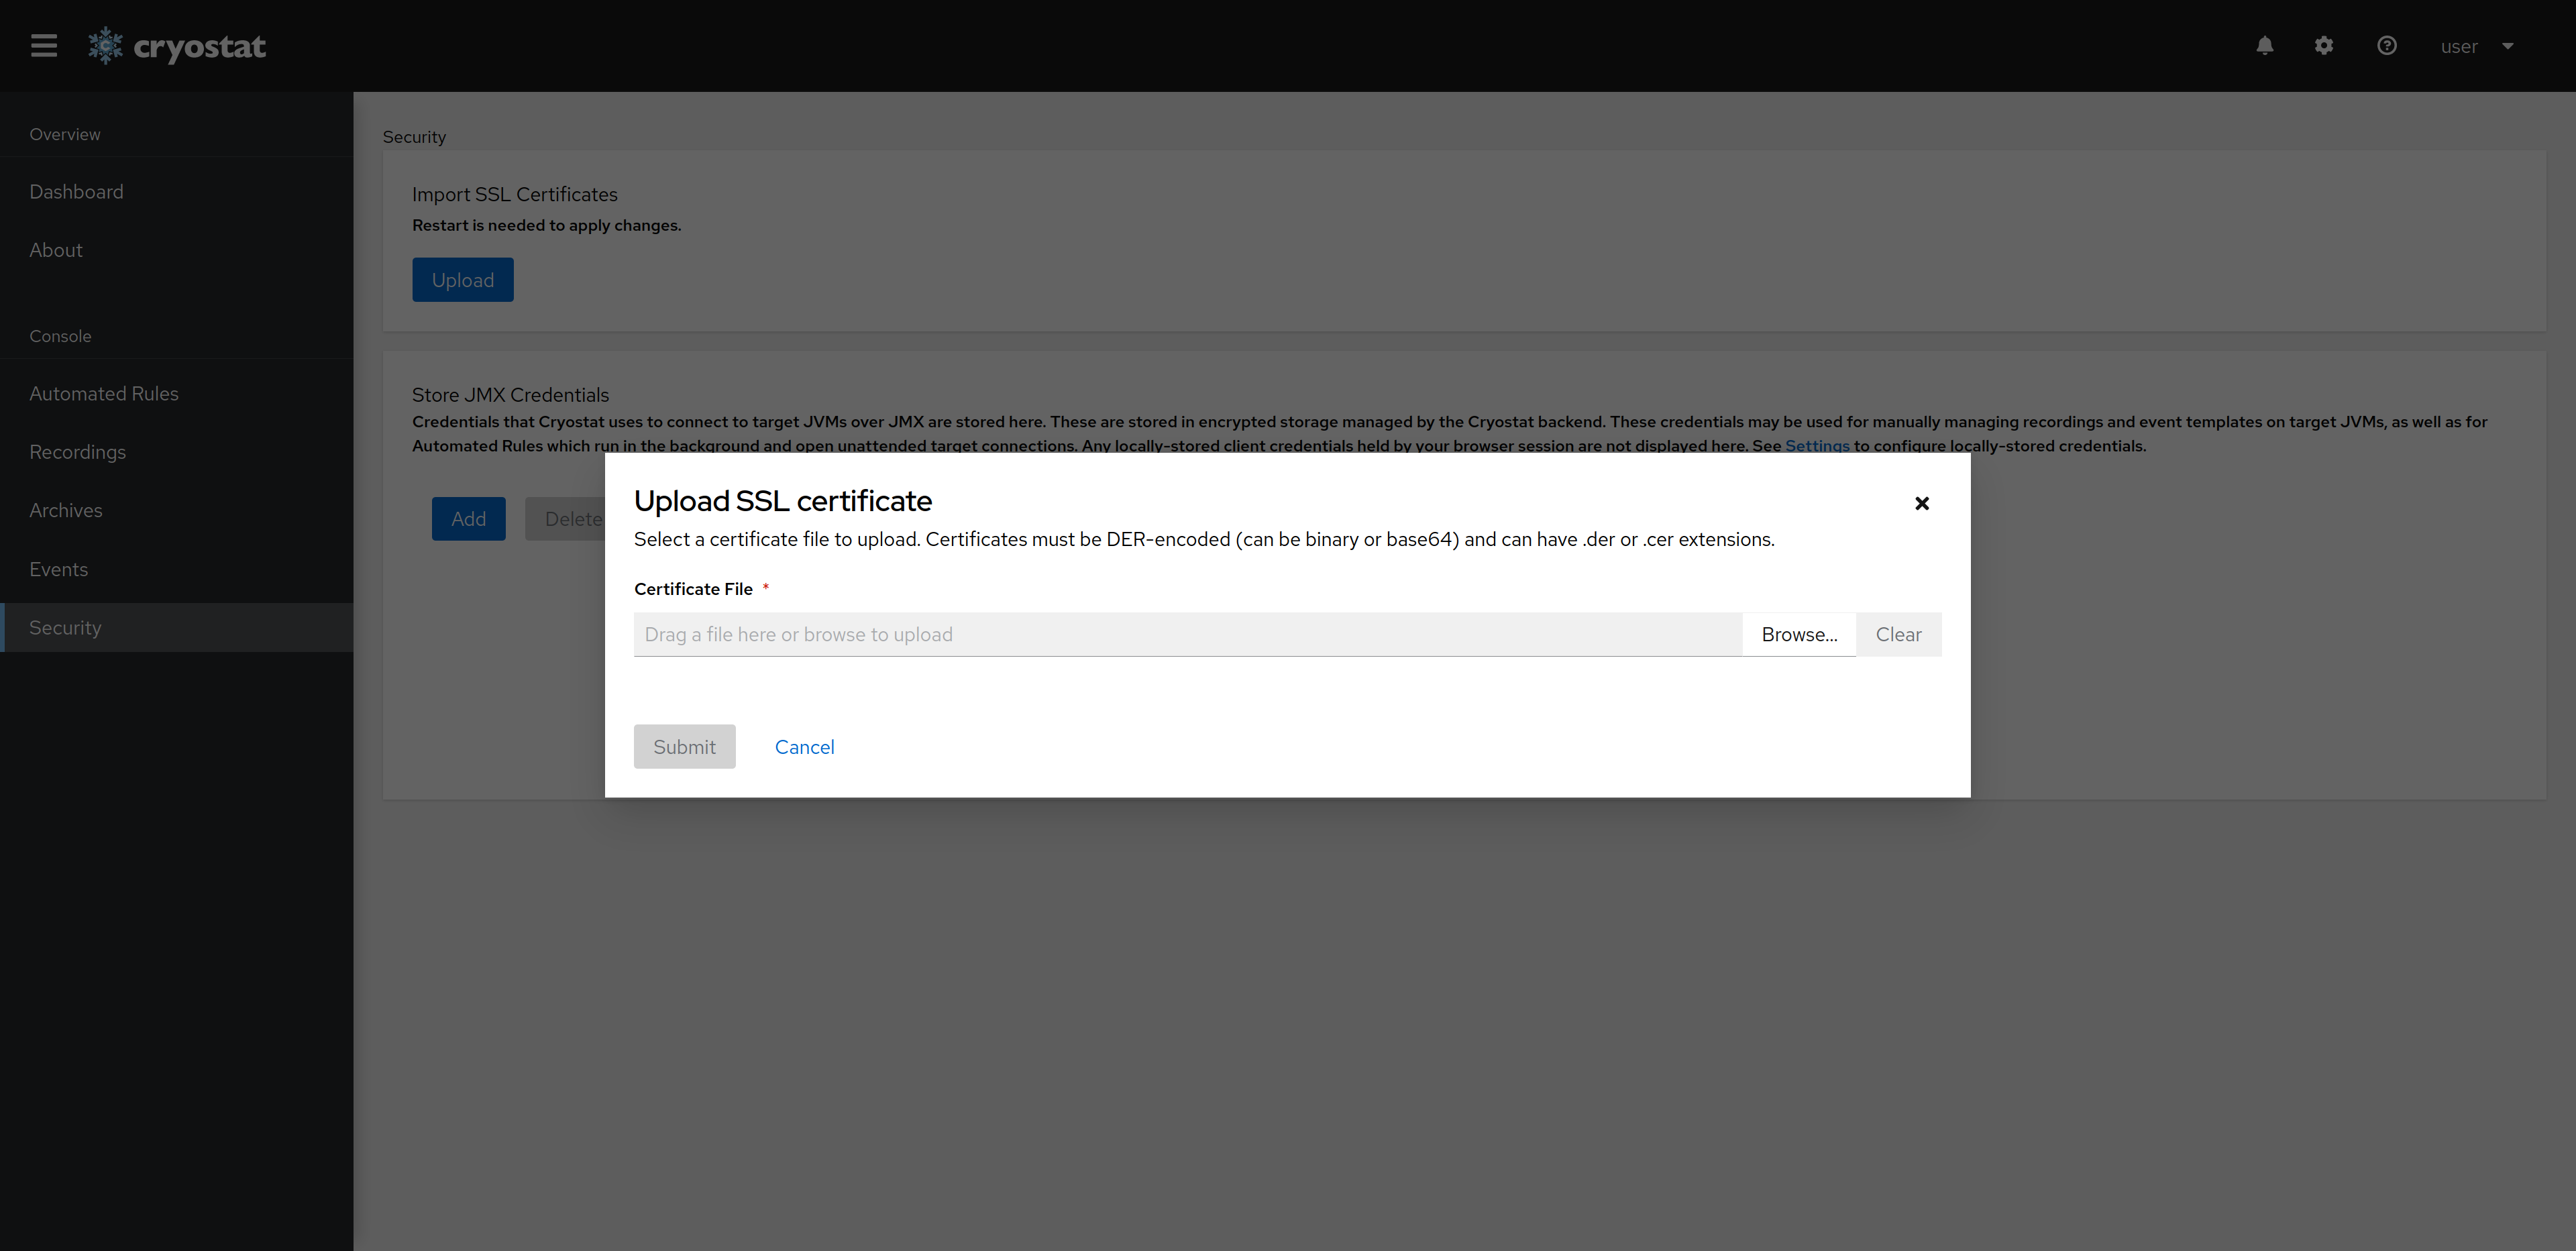 cryostat
user
Overview
Dashboard
About
Console
Automated Rules
Recordings
Archives
Events
Security
Security
Import SSL Certificates
Restart is needed to apply changes.
Upload
Store JMX Credentials
Credentials that Cryostat uses to connect to target JVMs over JMX are stored here. These are stored in encrypted storage managed by the Cryostat backend. These credentials may be used for manually managing recordings and event templates on target JVMs, as well as for
Automated Rules which run in the background and open unattended target connections. Any locally-stored client credentials held by your browser session are not displayed here. See Settings to configure locally-stored credentials.
Add Delete
Upload SSL certificate
Select a certificate file to upload. Certificates must be DER-encoded (can be binary or base64) and can have .der or .cer extensions.
Certificate File *
Drag a file here or browse to upload Browse... Clear
Submit Cancel